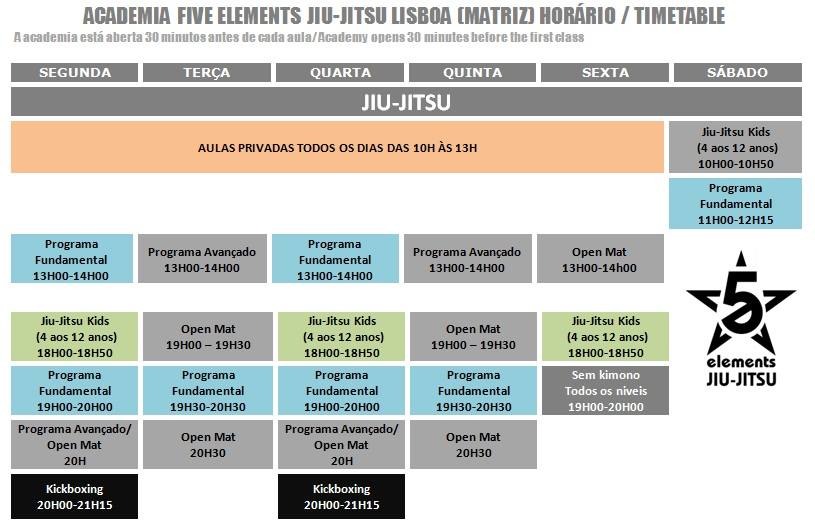 ACADEMIA FIVE ELEMENTS JIU-JITSU LISBOA (MATRIZ) HORÁRIO / TIMETABLE
A academia está aberta 30 minutos antes de cada aula/Academy opens 30 minutes before the first class
SEGUNDA TERÇA QUARTA QUINTA SEXTA SÁBADO
JIU-JITSU
AULAS PRIVADAS TODOS OS DIAS DAS 10H ÀS 13H
Jiu-Jitsu Kids
(4 aos 12 anos)
10H00-10H50
Programa
Fundamental
11H00-12H15
Programa
Fundamental
13H00-14H00
Programa Avançado
13H00-14H00
Programa
Fundamental
13H00-14H00
Programa Avançado
13H00-14H00
Open Mat
13H00-14h00
5
elements
JIU-JITSU
Jiu-Jitsu Kids
(4 aos 12 anos)
18H00-18H50
Open Mat
19H00 – 19H30
Jiu-Jitsu Kids
(4 aos 12 anos)
18H00-18H50
Open Mat
19H00 – 19H30
Jiu-Jitsu Kids
(4 aos 12 anos)
18H00-18H50
Programa
Fundamental
19H00-20H00
Programa
Fundamental
19H30-20H30
Programa
Fundamental
19H00-20H00
Programa
Fundamental
19H30-20H30
Sem kimono
Todos os niveis
19H00-20H00
Programa Avançado/
Open Mat
20H
Open Mat
20H30
Programa Avançado/
Open Mat
20H
Open Mat
20H30
Kickboxing
20H00-21H15
Kickboxing
20H00-21H15